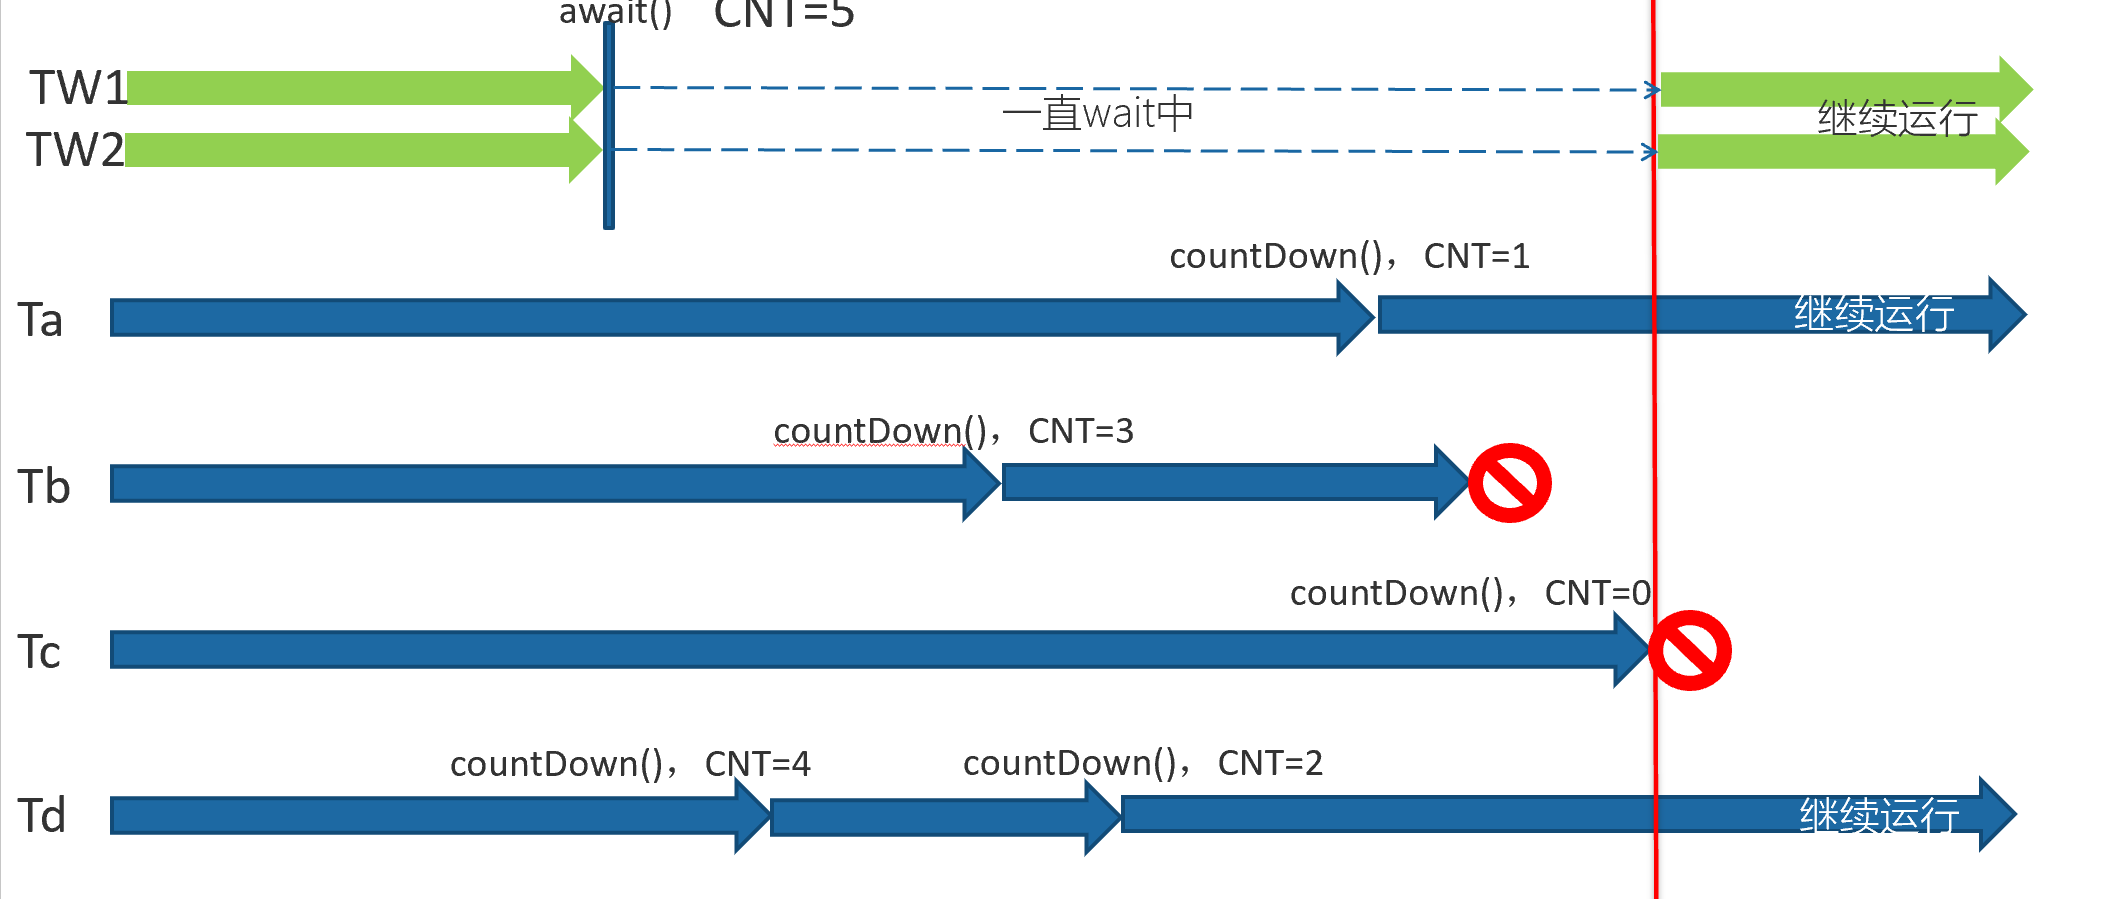 await() CNT=5
TW1
一直wait中
继续运行
TW2
countDown()，CNT=1
Ta
继续运行
countDown()，CNT=3
Tb
countDown()，CNT=0
Tc
countDown()，CNT=4
countDown()，CNT=2
Td
继续运行